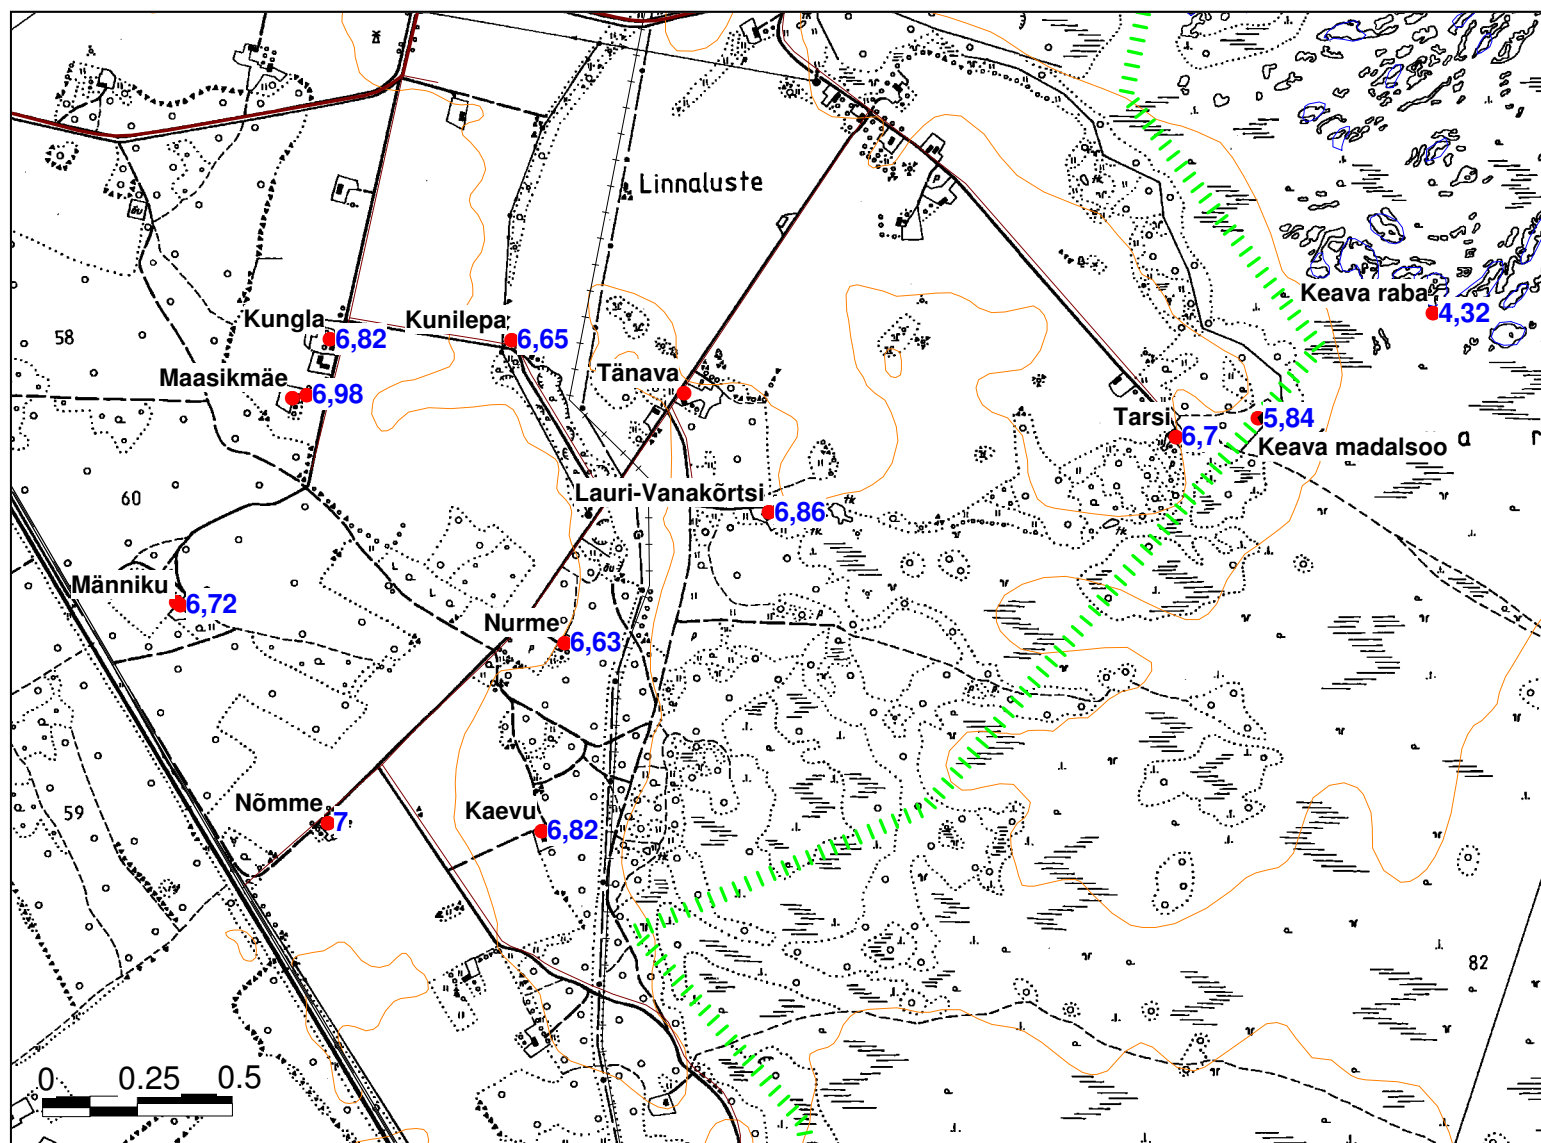 Linnaluste
Keava raba
4,32
58
Kungla
6,82
Kunilepa
6,65
Maasikmäe
6,98
Tänava
Tarsi
6,7
5,84
Keava madalsoo
a r
60
Lauri-Vanakõrtsi
6,86
Männiku
6,72
Nurme
6,63
59
Nõmme
7
Kaevu
6,82
82
0 0.25 0.5